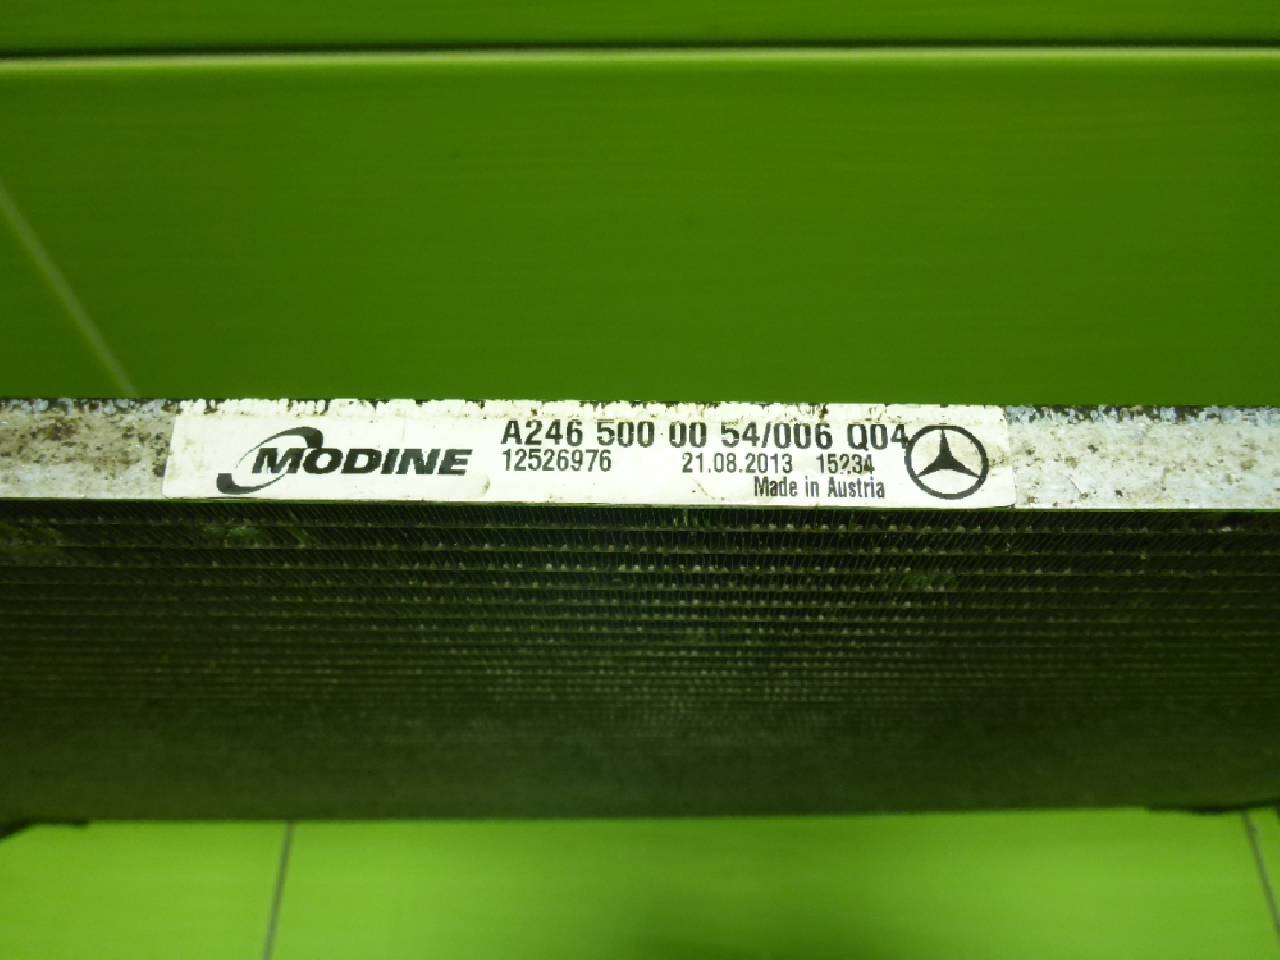 MODINE
A246 500 00 54/006 Q04
12526976 21.08.2013 15234
Made in Austria